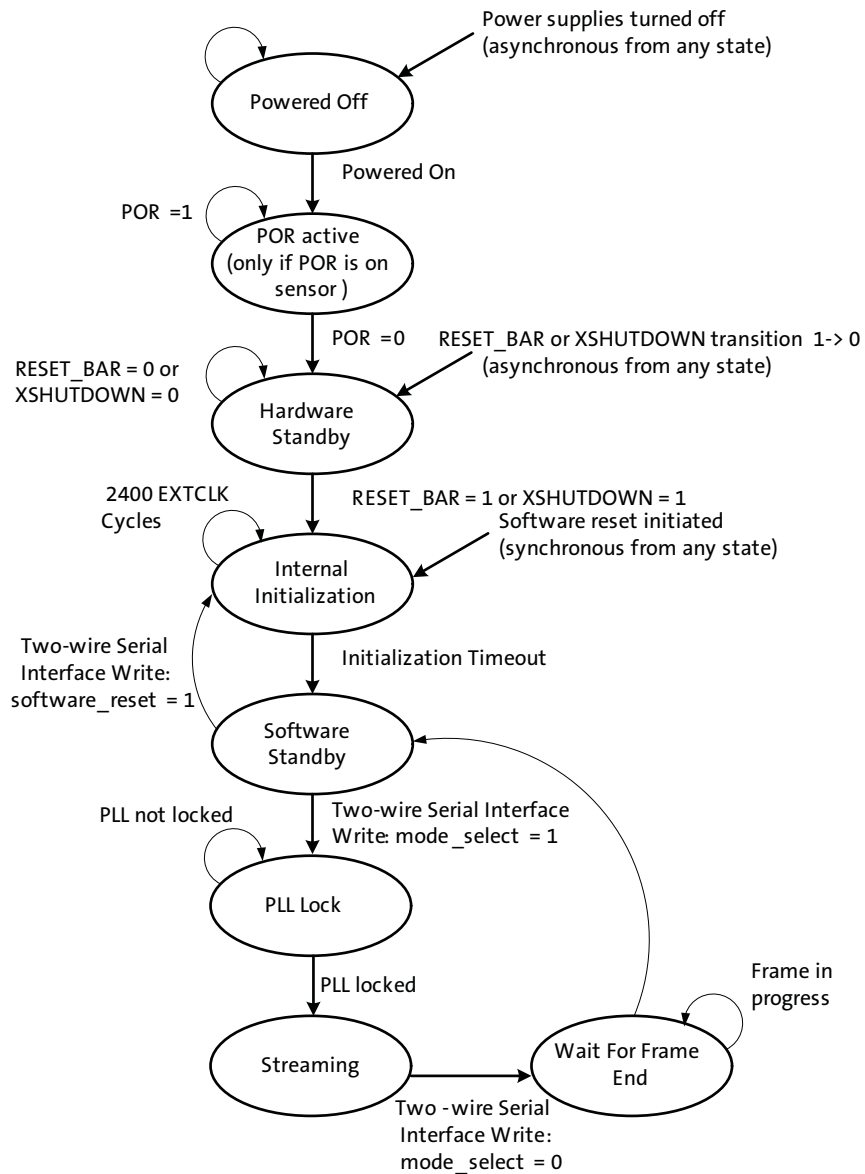 Power supplies turned off
(asynchronous from any state)
Powered Off
Powered On
POR =1
POR active
(only if POR is on
sensor )
POR =0
RESET_BAR or XSHUTDOWN transition 1-> 0
(asynchronous from any state)
RESET_BAR = 0 or
XSHUTDOWN = 0
Hardware
Standby
2400 EXTCLK
Cycles
RESET_BAR = 1 or XSHUTDOWN = 1
Software reset initiated
(synchronous from any state)
Internal
Initialization
Two-wire Serial
Interface Write:
software_reset = 1
Initialization Timeout
Software
Standby
PLL not locked
Two-wire Serial Interface
Write: mode_select = 1
PLL Lock
PLL locked
Frame in
progress
Streaming
Wait For Frame
End
Two -wire Serial
Interface Write:
mode_select = 0